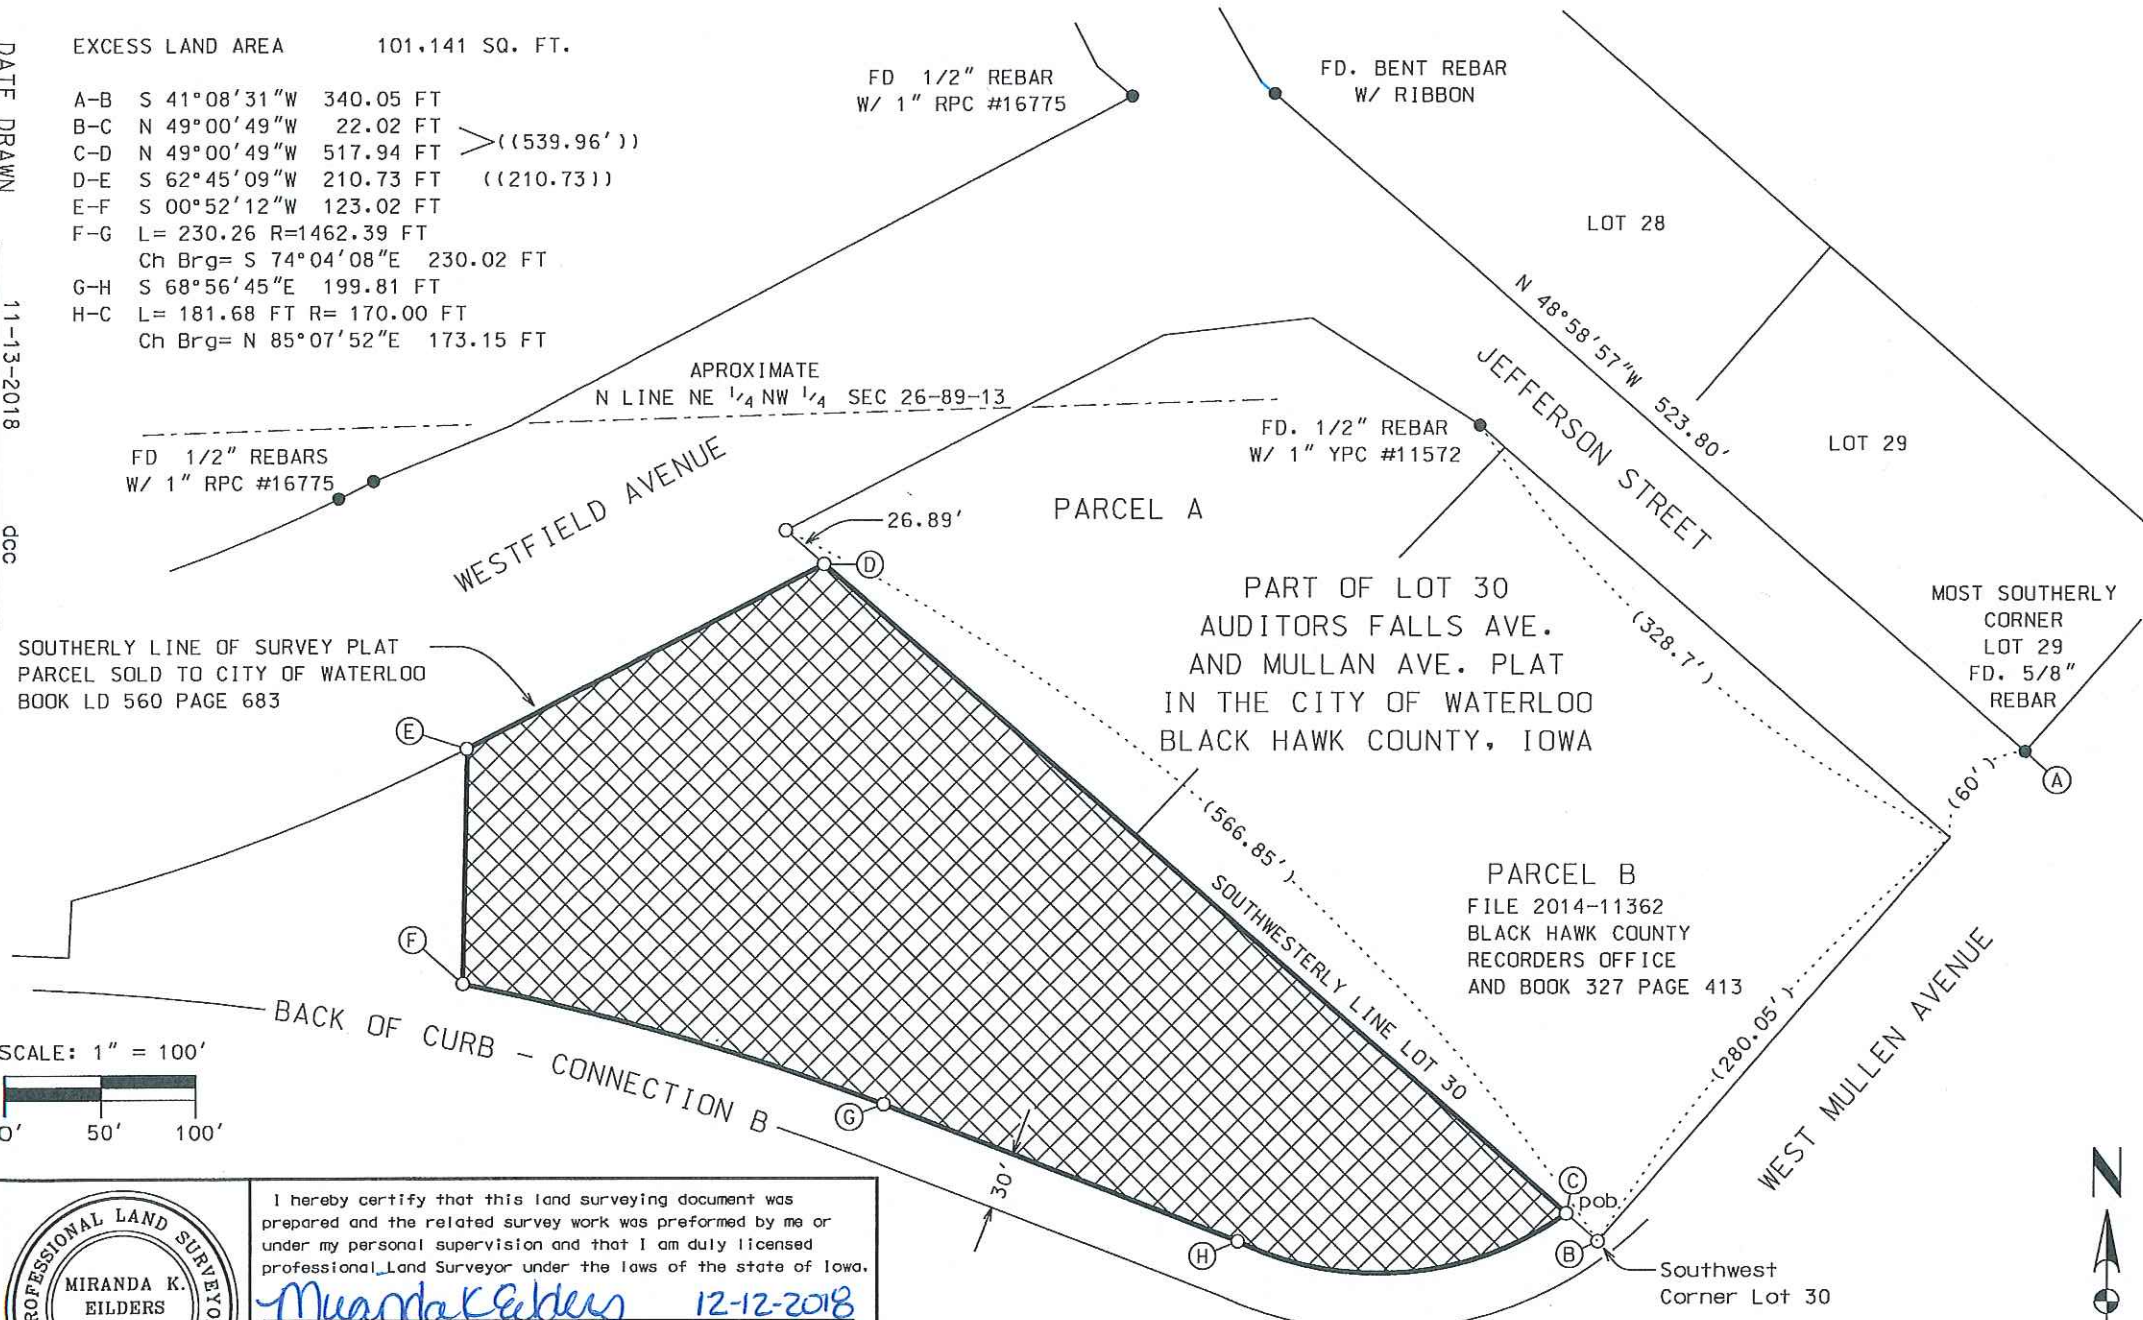 EXCESS LAND AREA 101,141 SQ. FT.
A-B S 41°08'31"W 340.05 FT
B-C N 49°00'49"W 22.02 FT
C-D N 49°00'49"W 517.94 FT
((539.96'))
D-E S 62°45'09"W 210.73 FT ((210.73))
E-F S 00°52'12"W 123.02 FT
F-G L= 230.26 R=1462.39 FT
Ch Brg= S 74°04'08"E 230.02 FT
G-H S 68°56'45"E 199.81 FT
H-C L= 181.68 FT R= 170.00 FT
Ch Brg= N 85°07'52"E 173.15 FT
DATE DRAWN 11-13-2018 dcc
FD 1/2" REBAR
W/ 1" RPC #16775
FD. BENT REBAR
W/ RIBBON
LOT 28
N 48°58'57"W 523.80'
JEFFERSON STREET
LOT 29
APROXIMATE
N LINE NE 1/4 NW 1/4 SEC 26-89-13
FD 1/2" REBARS
W/ 1" RPC #16775
WESTFIELD AVENUE
FD. 1/2" REBAR
W/ 1" YPC #11572
26.89'
PARCEL A
D
PART OF LOT 30
AUDITORS FALLS AVE.
AND MULLAN AVE. PLAT
IN THE CITY OF WATERLOO
BLACK HAWK COUNTY, IOWA
(328.7')
MOST SOUTHERLY
CORNER
LOT 29
FD. 5/8"
REBAR
A
(60')
SOUTHERLY LINE OF SURVEY PLAT
PARCEL SOLD TO CITY OF WATERLOO
BOOK LD 560 PAGE 683
E
(566.85')
SOUTHWESTERLY LINE LOT 30
PARCEL B
FILE 2014-11362
BLACK HAWK COUNTY
RECORDERS OFFICE
AND BOOK 327 PAGE 413
(280.05')
WEST MULLEN AVENUE
F
BACK OF CURB - CONNECTION B
G
30'
H
C
pob
B
Southwest
Corner Lot 30
N
SCALE: 1" = 100'
0' 50' 100'
PROFESSIONAL LAND SURVEYO
MIRANDA K.
EILDERS
I hereby certify that this land surveying document was
prepared and the related survey work was preformed by me or
under my personal supervision and that I am duly licensed
professional Land Surveyor under the laws of the state of Iowa.
Miranda K Eilders 12-12-2018